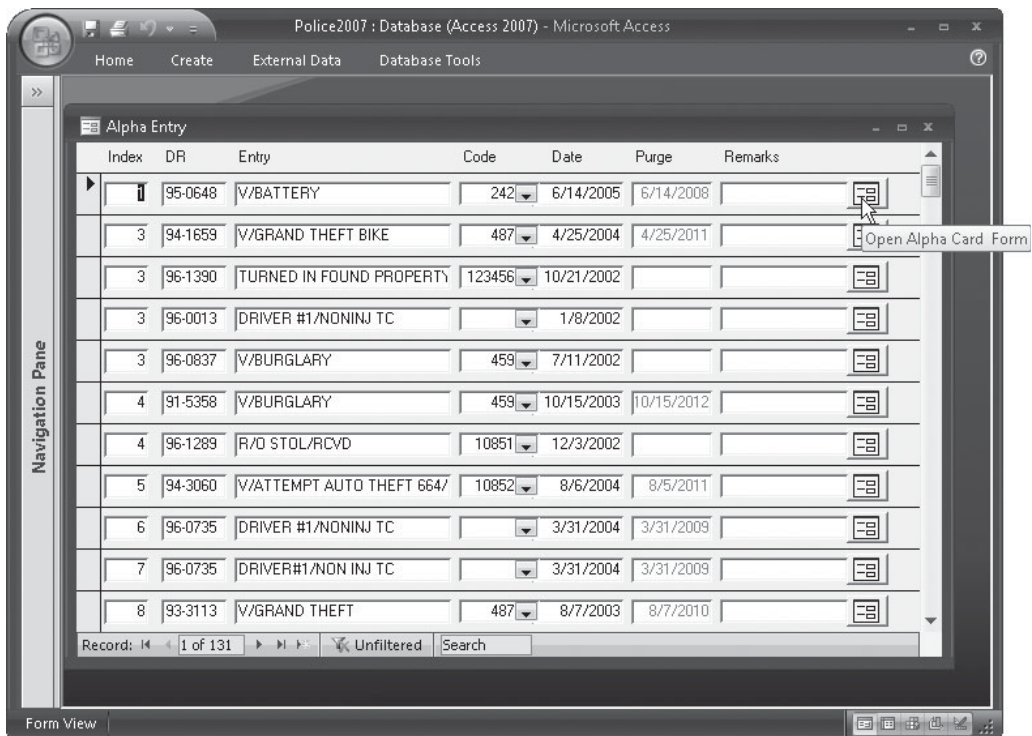 Police2007 : Database (Access 2007) - Microsoft Access
Home Create External Data Database Tools
Alpha Entry
Index DR Entry Code Date Purge Remarks
1 95-0648 V/BATTERY 242 6/14/2005 6/14/2008
Open Alpha Card Form
3 94-1659 V/GRAND THEFT BIKE 487 4/25/2004 4/25/2011
3 96-1390 TURNED IN FOUND PROPERTY 123456 10/21/2002
3 96-0013 DRIVER #1/NONINJ TC 1/8/2002
3 96-0837 V/BURGLARY 459 7/11/2002
4 91-5358 V/BURGLARY 459 10/15/2003 10/15/2012
4 96-1289 R/O STOL/RCVD 10851 12/3/2002
5 94-3060 V/ATTEMPT AUTO THEFT 664/ 10852 8/6/2004 8/5/2011
6 96-0735 DRIVER #1/NONINJ TC 3/31/2004 3/31/2009
7 96-0735 DRIVER#1/NON INJ TC 3/31/2004 3/31/2009
8 93-3113 V/GRAND THEFT 487 8/7/2003 8/7/2010
Record: 1 of 131 Unfiltered Search
Navigation Pane
Form View